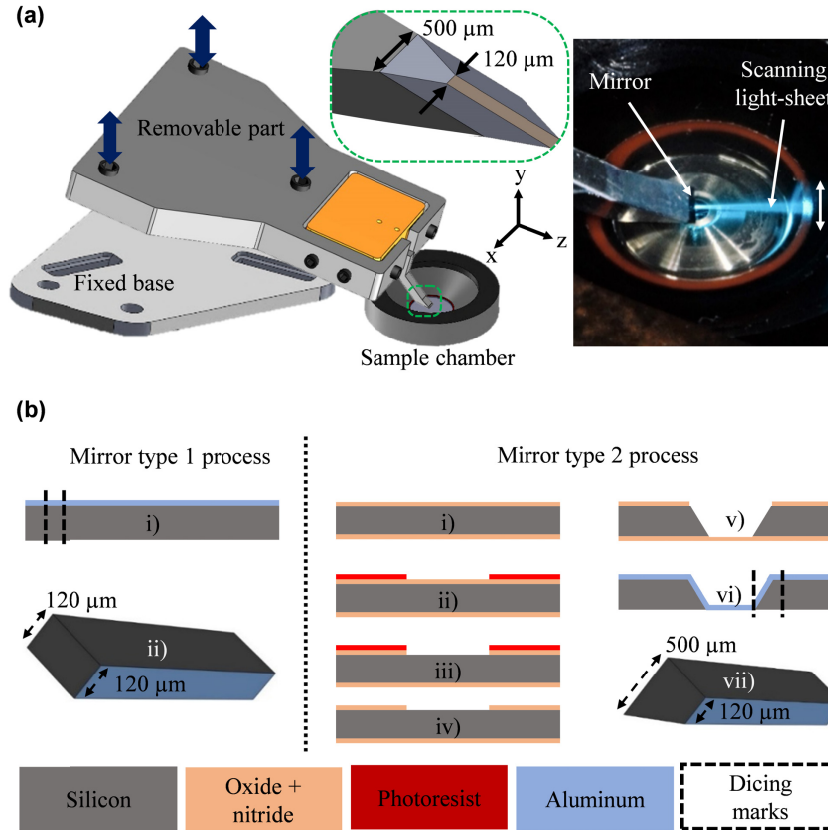 (a)
500 µm
120 µm
Removable part
Fixed base
y
x
z
Sample chamber
Mirror
Scanning
light-sheet
(b)
Mirror type 1 process
i)
120 µm
ii)
120 µm
Mirror type 2 process
i)
ii)
iii)
iv)
v)
vi)
500 µm
vii)
120 µm
Silicon
Oxide +
nitride
Photoresist
Aluminum
Dicing
marks